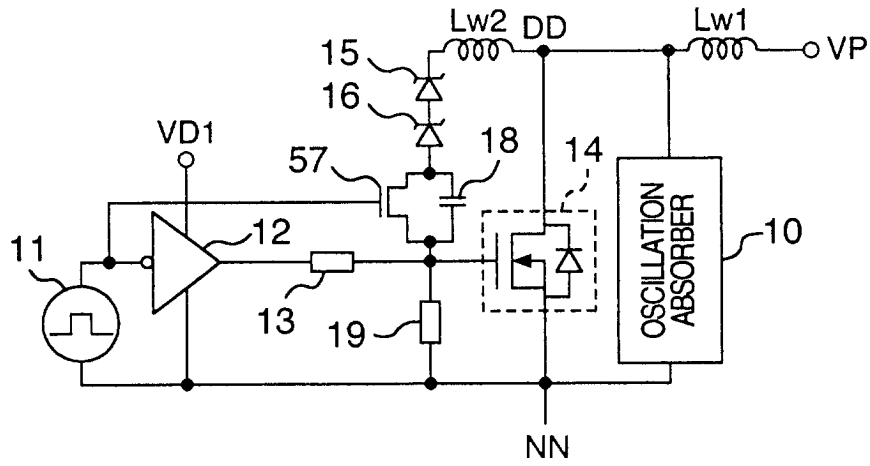 Lw2
DD
Lw1
15
VP
16
VD1
18
57
14
12
11
OSCILLATION
ABSORBER
10
13
19
NN